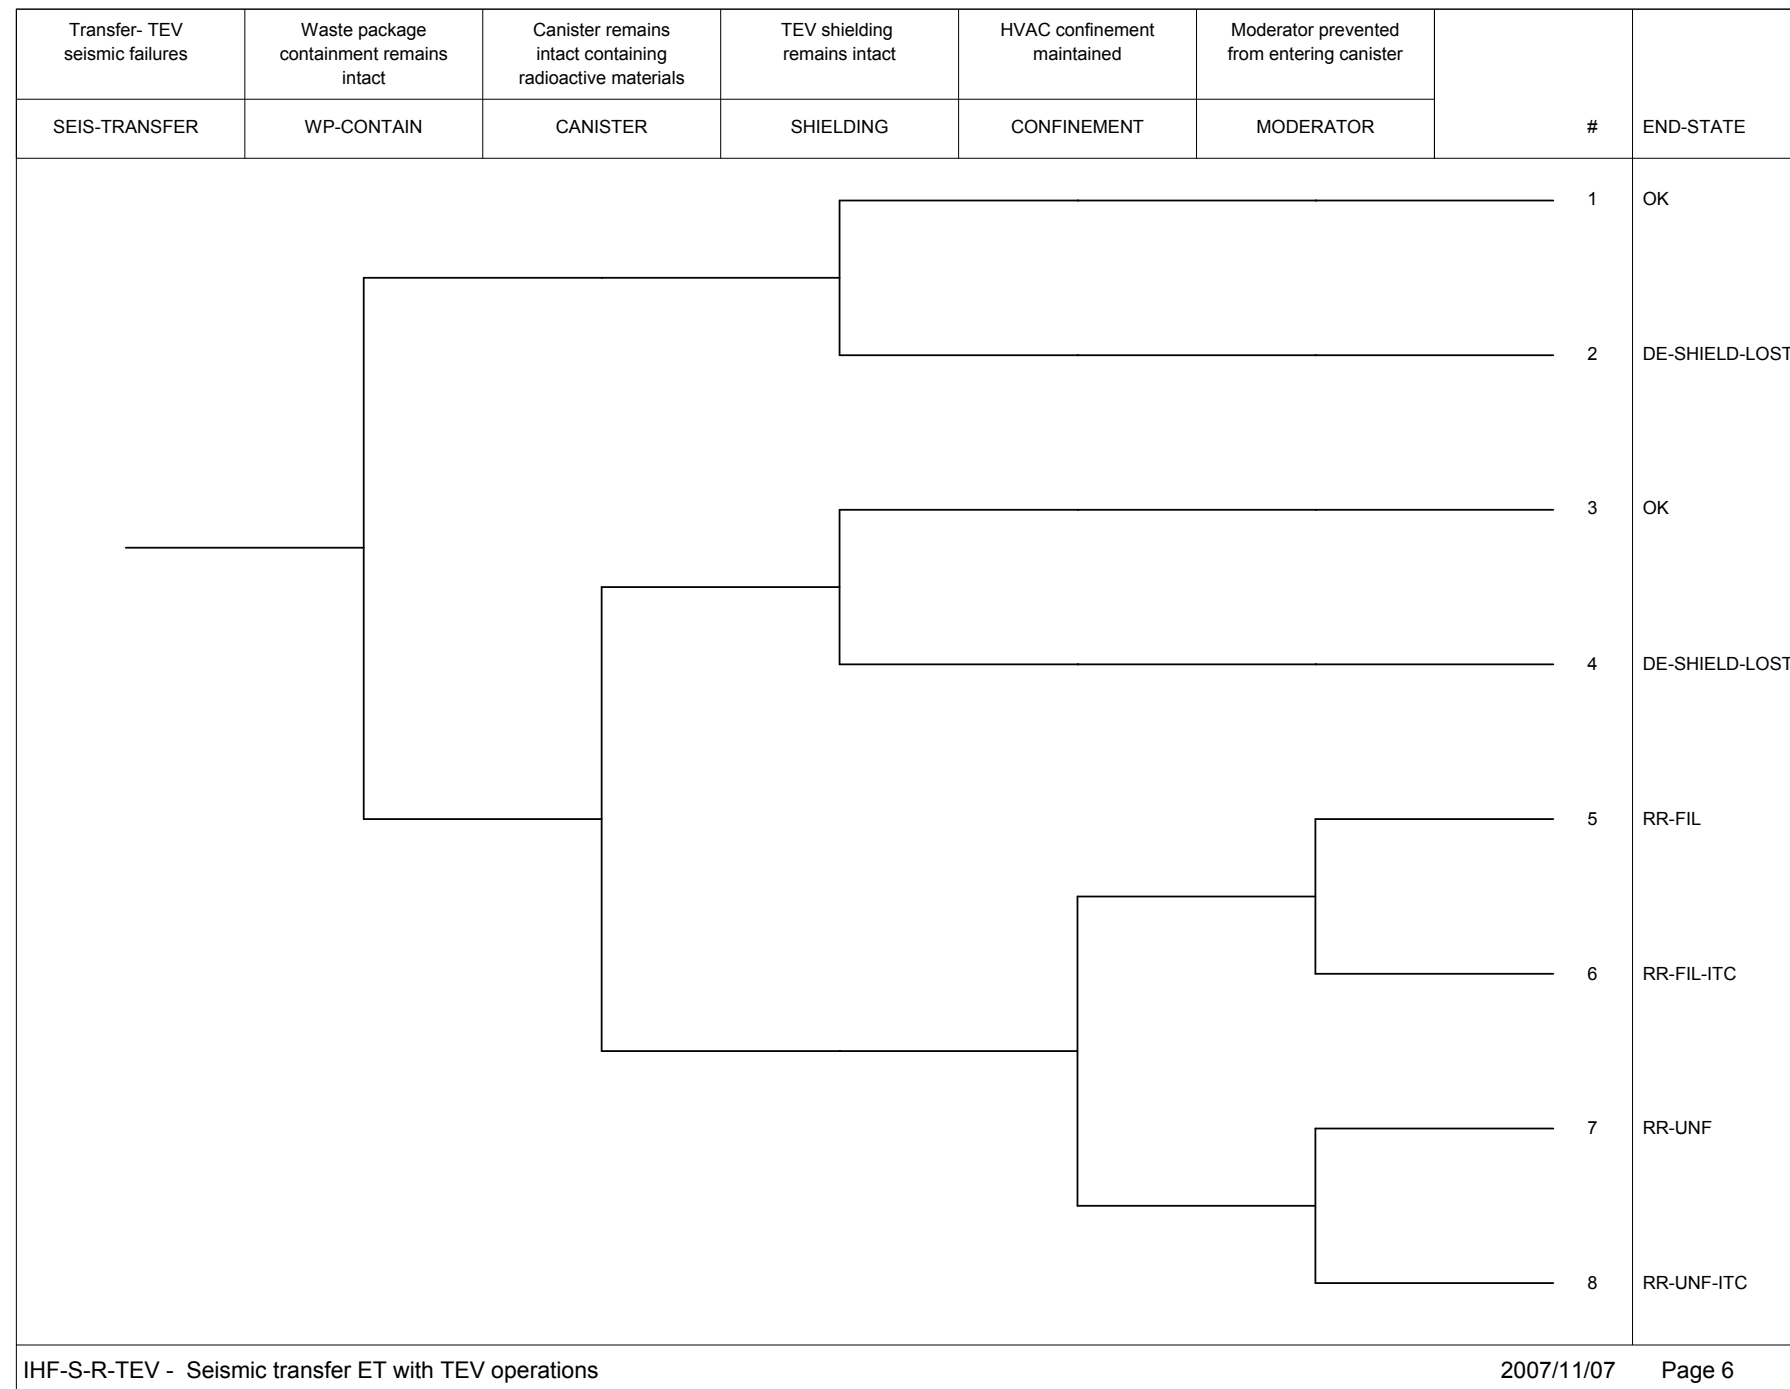 Transfer- TEV
seismic failures
Waste package
containment remains
intact
Canister remains
intact containing
radioactive materials
TEV shielding
remains intact
HVAC confinement
maintained
Moderator prevented
from entering canister
SEIS-TRANSFER
WP-CONTAIN
CANISTER
SHIELDING
CONFINEMENT
MODERATOR
#
END-STATE
1 OK
2 DE-SHIELD-LOST
3 OK
4 DE-SHIELD-LOST
5 RR-FIL
6 RR-FIL-ITC
7 RR-UNF
8 RR-UNF-ITC
IHF-S-R-TEV - Seismic transfer ET with TEV operations 2007/11/07 Page 6